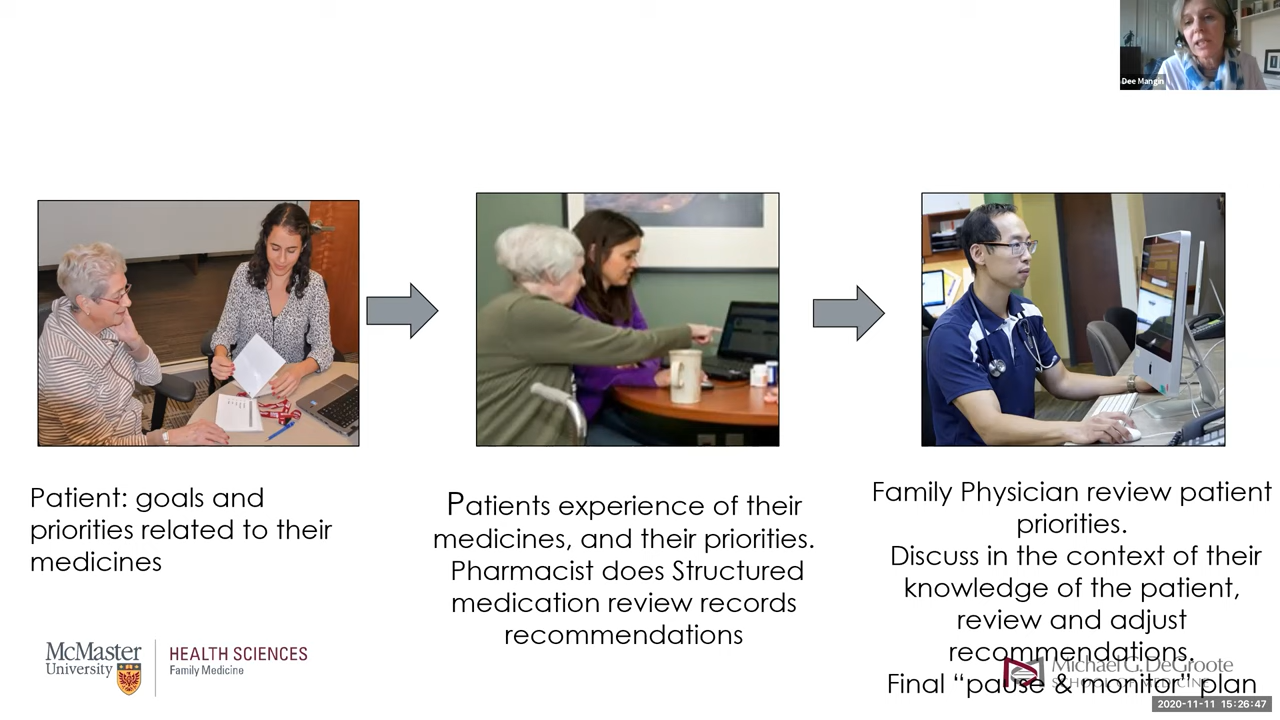 Dee Mangin
Patient: goals and
priorities related to their
medicines
Patients experience of their
medicines, and their priorities.
Pharmacist does Structured
medication review records
recommendations
Family Physician review patient
priorities.
Discuss in the context of their
knowledge of the patient,
review and adjust
recommendations.
Final “pause & monitor” plan
McMaster
University
HEALTH SCIENCES
Family Medicine
Michael G. DeGroote
SCHOOL OF MEDICINE
2020-11-11 15:26:47